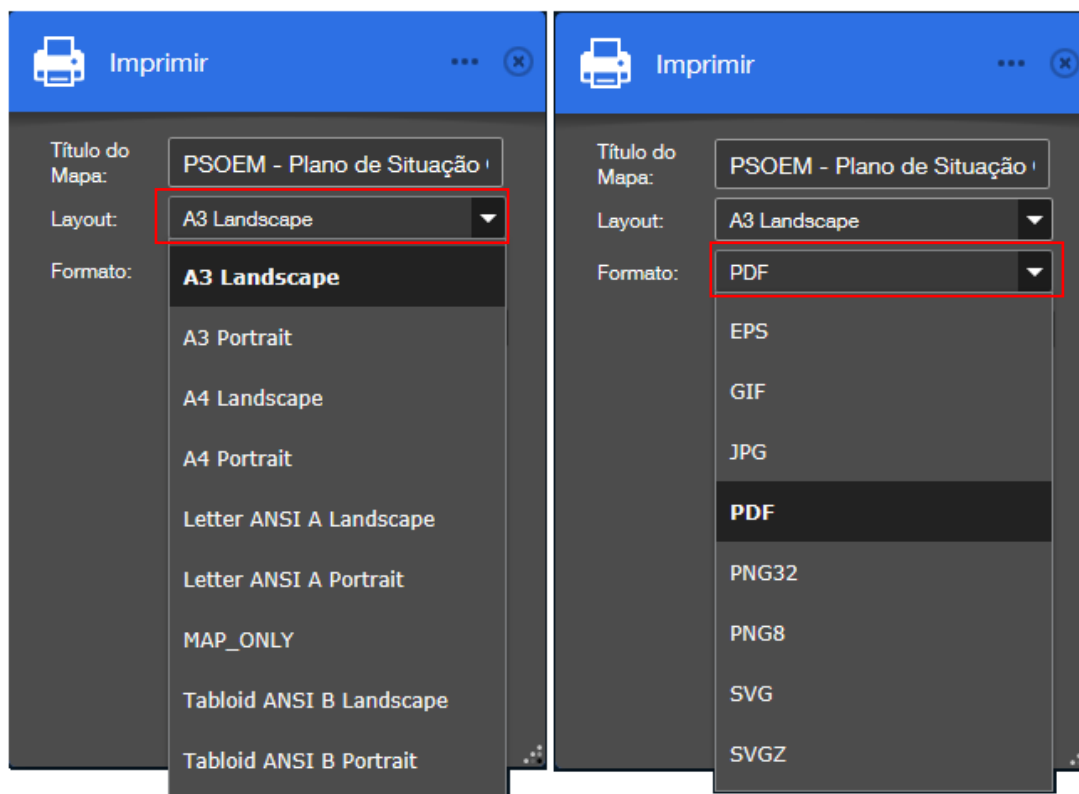 Imprimir
Título do
Mapa:
PSOEM - Plano de Situação
Layout:
A3 Landscape
Formato:
A3 Landscape
A3 Portrait
A4 Landscape
A4 Portrait
Letter ANSI A Landscape
Letter ANSI A Portrait
MAP_ONLY
Tabloid ANSI B Landscape
Tabloid ANSI B Portrait
Imprimir
Título do
Mapa:
PSOEM - Plano de Situação
Layout:
A3 Landscape
Formato:
PDF
EPS
GIF
JPG
PDF
PNG32
PNG8
SVG
SVGZ